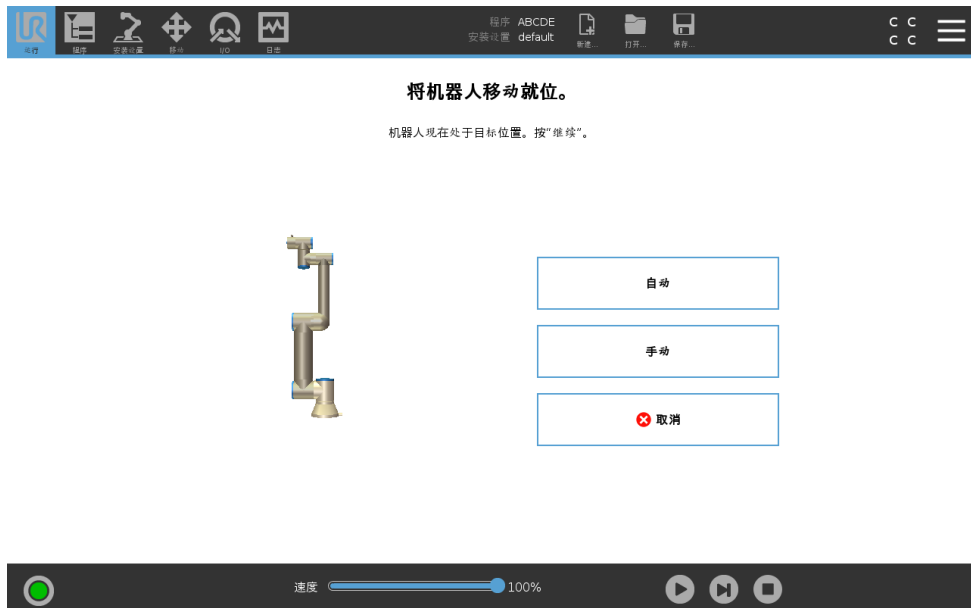 程序 ABCDE
安装设置 default
C C
C C
运行
程序
安装设置
移动
I/O
日志
新建...
打开...
保存...
将机器人移动就位。
机器人现在处于目标位置。按“继续”。
自动
手动
取消
速度
100%